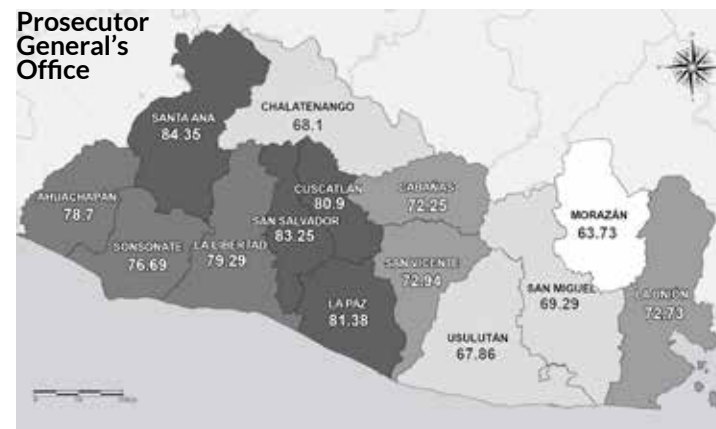 Prosecutor
General's
Office
CHALATENANGO
68.1
SANTA ANA
84.35
AHUACHAPÁN
78.7
SONSONATE
76.69
LA LIBERTAD
79.29
SAN SALVADOR
83.25
CUSCATLÁN
80.9
CABAÑAS
72.25
LA PAZ
81.38
SAN VICENTE
72.94
USULUTÁN
67.86
SAN MIGUEL
69.29
MORAZÁN
63.73
LA UNIÓN
72.73